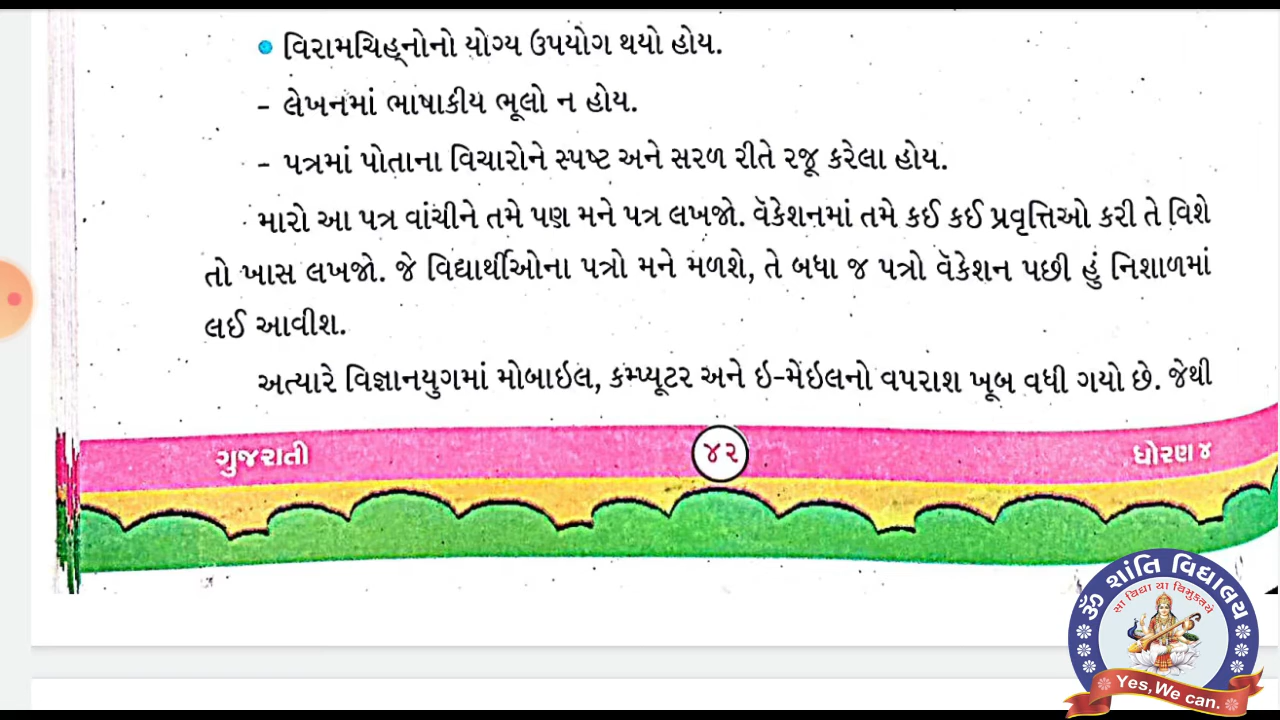 • વિરામચિહ્નોનો યોગ્ય ઉપયોગ થયો હોય.
– લેખનમાં ભાષાકીય ભૂલો ન હોય.
– પત્રમાં પોતાના વિચારોને સ્પષ્ટ અને સરળ રીતે રજૂ કરેલા હોય.
મારો આ પત્ર વાંચીને તમે પણ મને પત્ર લખજો. વૅકેશનમાં તમે કઈ કઈ પ્રવૃત્તિઓ કરી તે વિશે
તો ખાસ લખજો. જે વિદ્યાર્થીઓના પત્રો મને મળશે, તે બધા જ પત્રો વૅકેશન પછી હું નિશાળમાં
લઈ આવીશ.
અત્યારે વિજ્ઞાનયુગમાં મોબાઇલ, કમ્પ્યૂટર અને ઇ-મેઇલનો વપરાશ ખૂબ વધી ગયો છે. જેથી
ગુજરાતી
૪૨
ધોરણ ૪
ૐ શાંતિ વિદ્યાલય
સા વિદ્યા યા વિમુક્તયે
Yes, We can.